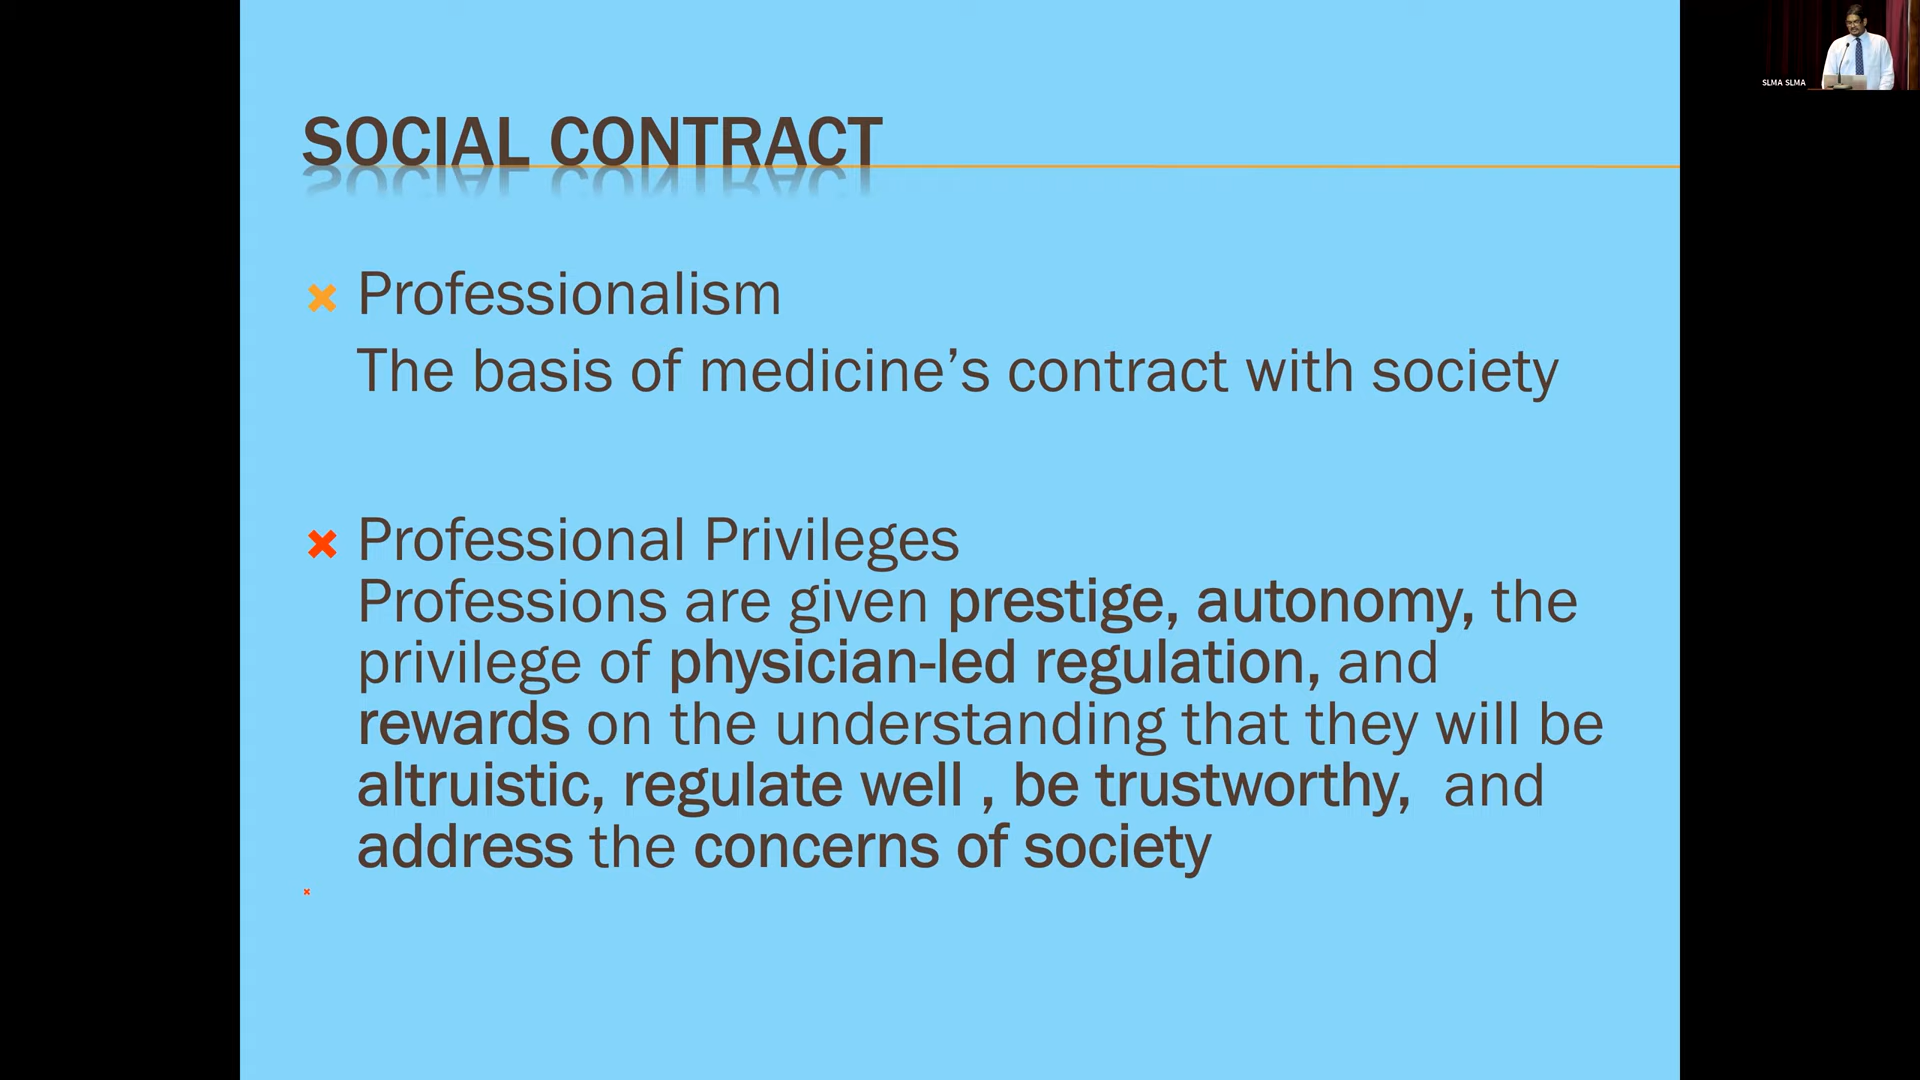 SLMA SLMA
SOCIAL CONTRACT
Professionalism
The basis of medicine’s contract with society
Professional Privileges
Professions are given prestige, autonomy, the
privilege of physician-led regulation, and
rewards on the understanding that they will be
altruistic, regulate well , be trustworthy, and
address the concerns of society